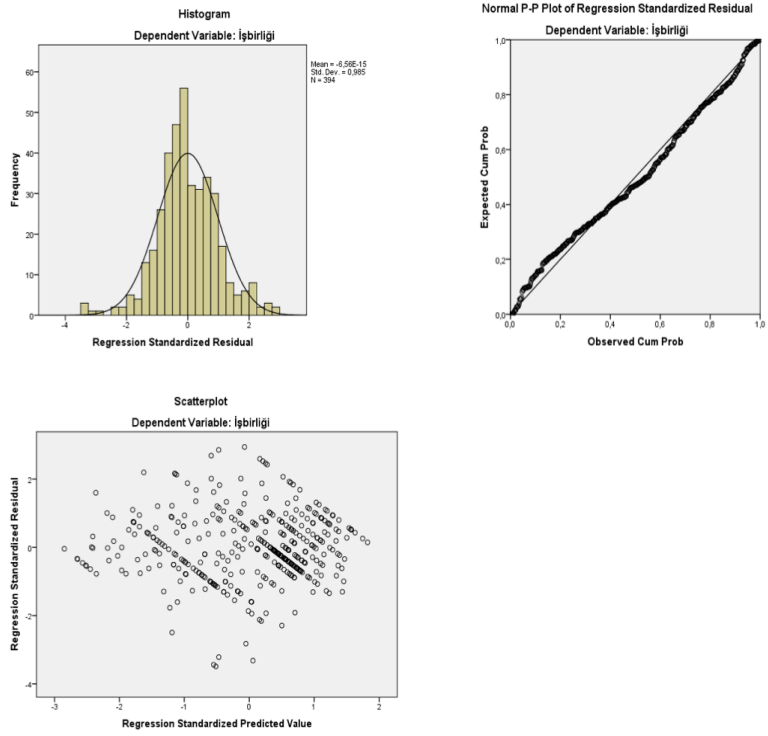 Histogram
Dependent Variable: İşbirliği
Mean = -6,56E-15
Std. Dev. = 0,985
N = 394
Frequency
60
50
40
30
20
10
0
-4
-2
0
2
Regression Standardized Residual
Normal P-P Plot of Regression Standardized Residual
Dependent Variable: İşbirliği
Expected Cum Prob
1,0
0,8
0,6
0,4
0,2
0,0
0,0
0,2
0,4
0,6
0,8
1,0
Observed Cum Prob
Scatterplot
Dependent Variable: İşbirliği
Regression Standardized Residual
2
0
-2
-4
-3
-2
-1
0
1
2
Regression Standardized Predicted Value